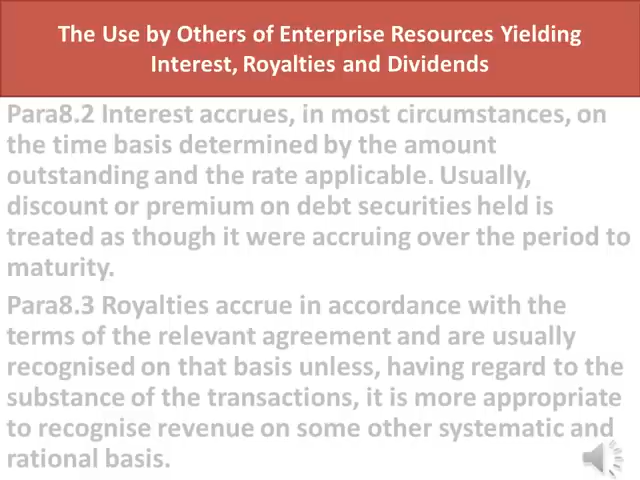 The Use by Others of Enterprise Resources Yielding
Interest, Royalties and Dividends
Para8.2 Interest accrues, in most circumstances, on
the time basis determined by the amount
outstanding and the rate applicable. Usually,
discount or premium on debt securities held is
treated as though it were accruing over the period to
maturity.
Para8.3 Royalties accrue in accordance with the
terms of the relevant agreement and are usually
recognised on that basis unless, having regard to the
substance of the transactions, it is more appropriate
to recognise revenue on some other systematic and
rational basis.